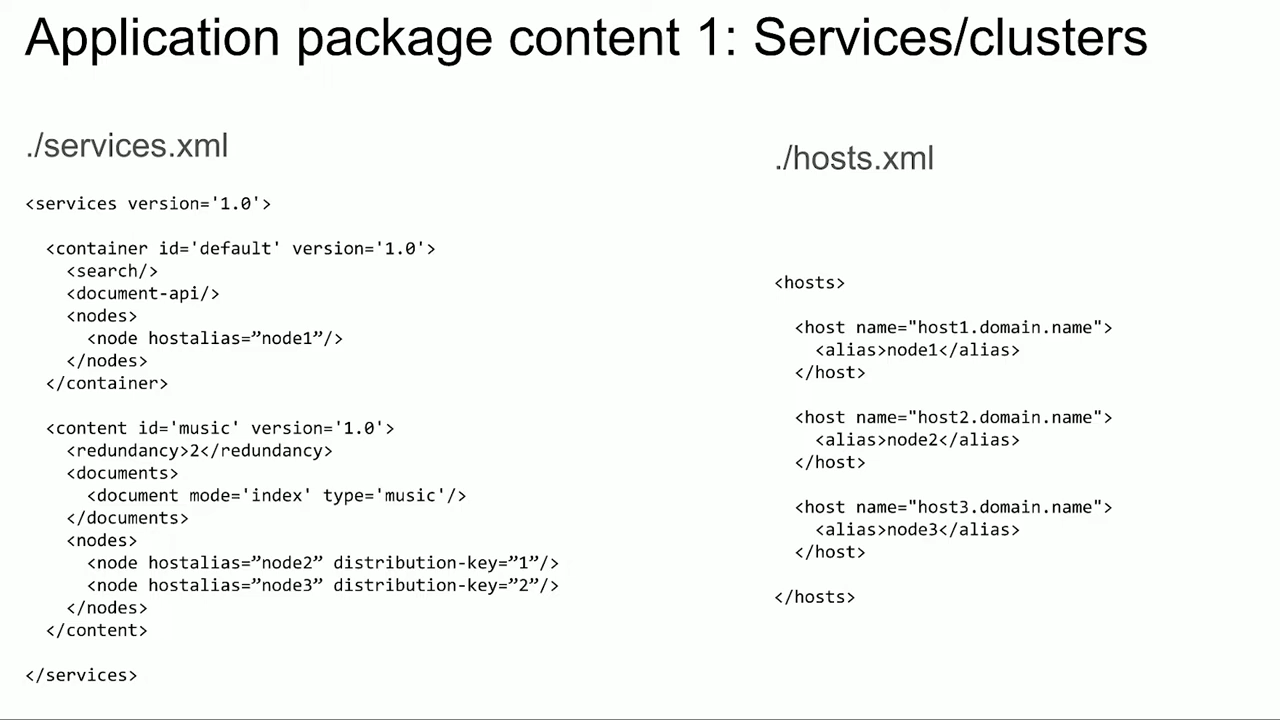 Application package content 1: Services/clusters
./services.xml
<services version='1.0'>
<container id='default' version='1.0'>
<search/>
<document-api/>
<nodes>
<node hostalias=”node1”/>
</nodes>
</container>
<content id='music' version='1.0'>
<redundancy>2</redundancy>
<documents>
<document mode='index' type='music'/>
</documents>
<nodes>
<node hostalias=”node2” distribution-key=”1”/>
<node hostalias=”node3” distribution-key=”2”/>
</nodes>
</content>
</services>
./hosts.xml
<hosts>
<host name="host1.domain.name">
<alias>node1</alias>
</host>
<host name="host2.domain.name">
<alias>node2</alias>
</host>
<host name="host3.domain.name">
<alias>node3</alias>
</host>
</hosts>